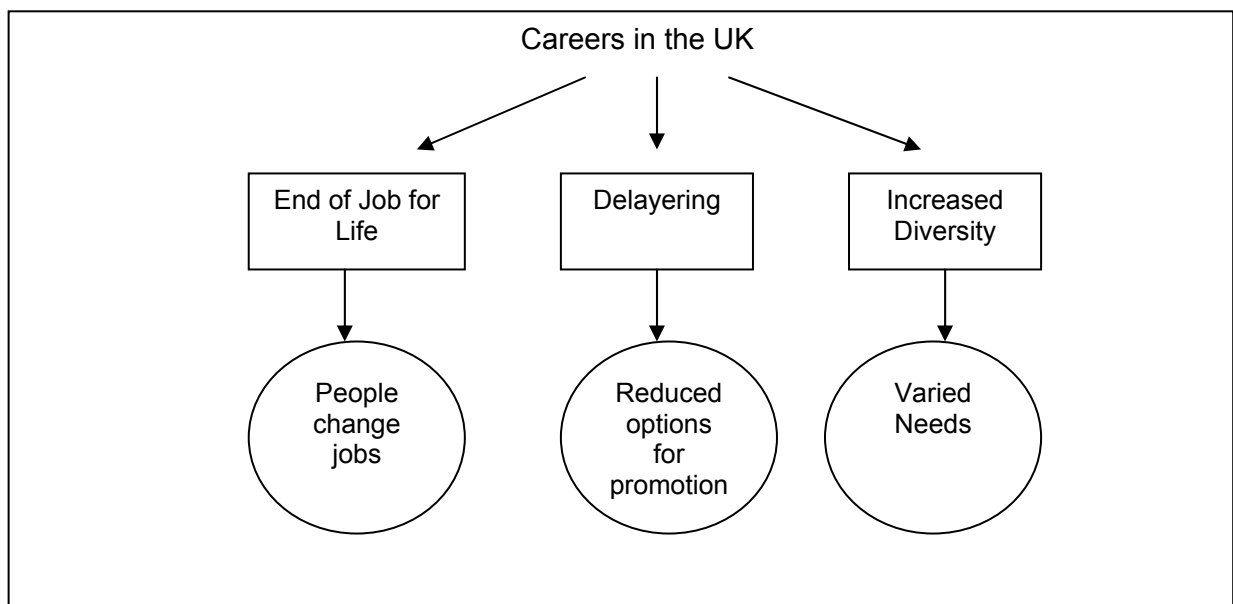 Careers in the UK
End of Job for
Life
Delayering
Increased
Diversity
People
change
jobs
Reduced
options
for
promotion
Varied
Needs